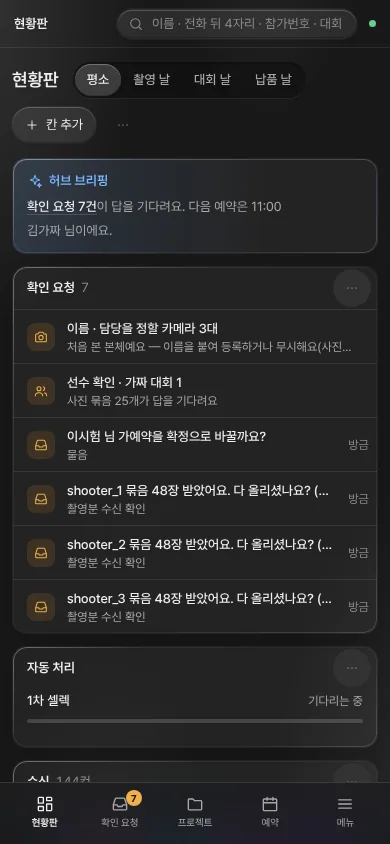 현황판
이름 · 전화 뒤 4자리 · 참가번호 · 대회
현황판
평소
촬영 날
대회 날
납품 날
+ 칸 추가
···
허브 브리핑
확인 요청 7건이 답을 기다려요. 다음 예약은 11:00
김가짜 님이에요.
확인 요청 7
···
이름 · 담당을 정할 카메라 3대
처음 본 본체예요 — 이름을 붙여 등록하거나 무시해요(사진…
선수 확인 · 가짜 대회 1
사진 묶음 25개가 답을 기다려요
이시험 님 가예약을 확정으로 바꿀까요?
방금
물음
shooter_1 묶음 48장 받았어요. 다 올리셨나요? (…
방금
촬영분 수신 확인
shooter_2 묶음 48장 받았어요. 다 올리셨나요? (…
방금
촬영분 수신 확인
shooter_3 묶음 48장 받았어요. 다 올리셨나요? (…
방금
촬영분 수신 확인
자동 처리
···
1차 셀렉
기다리는 중
수신 144컷
···
7
현황판
확인 요청
프로젝트
예약
메뉴